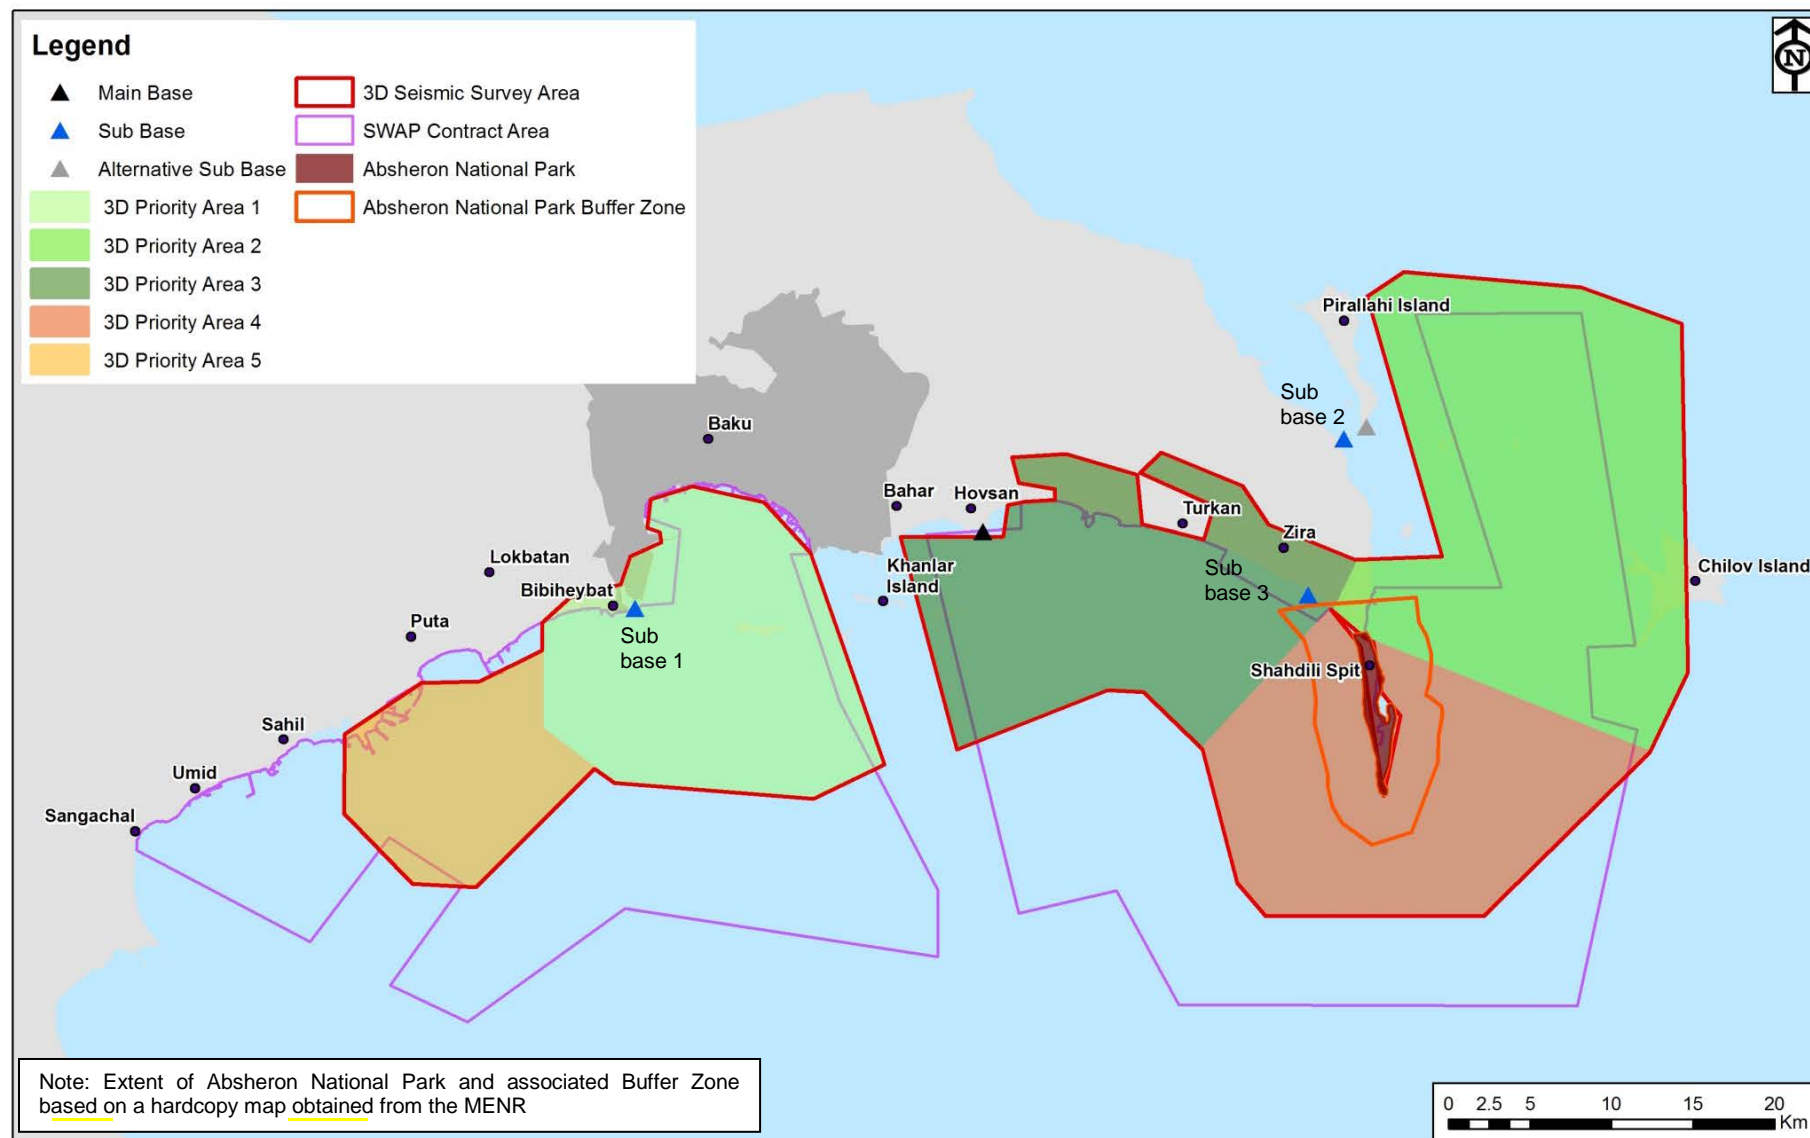 Legend
Main Base
Sub Base
Alternative Sub Base
3D Priority Area 1
3D Priority Area 2
3D Priority Area 3
3D Priority Area 4
3D Priority Area 5
3D Seismic Survey Area
SWAP Contract Area
Absheron National Park
Absheron National Park Buffer Zone
N
Pirallahi Island
Sub
base 2
Baku
Bahar
Hovsan
Turkan
Zira
Lokbatan
Khanlar
Island
Chilov Island
Bibiheybat
Sub
base 3
Puta
Sub
base 1
Shahdili Spit
Sahil
Umid
Sangachal
Note: Extent of Absheron National Park and associated Buffer Zone
based on a hardcopy map obtained from the MENR
0 2.5 5 10 15 20
Km